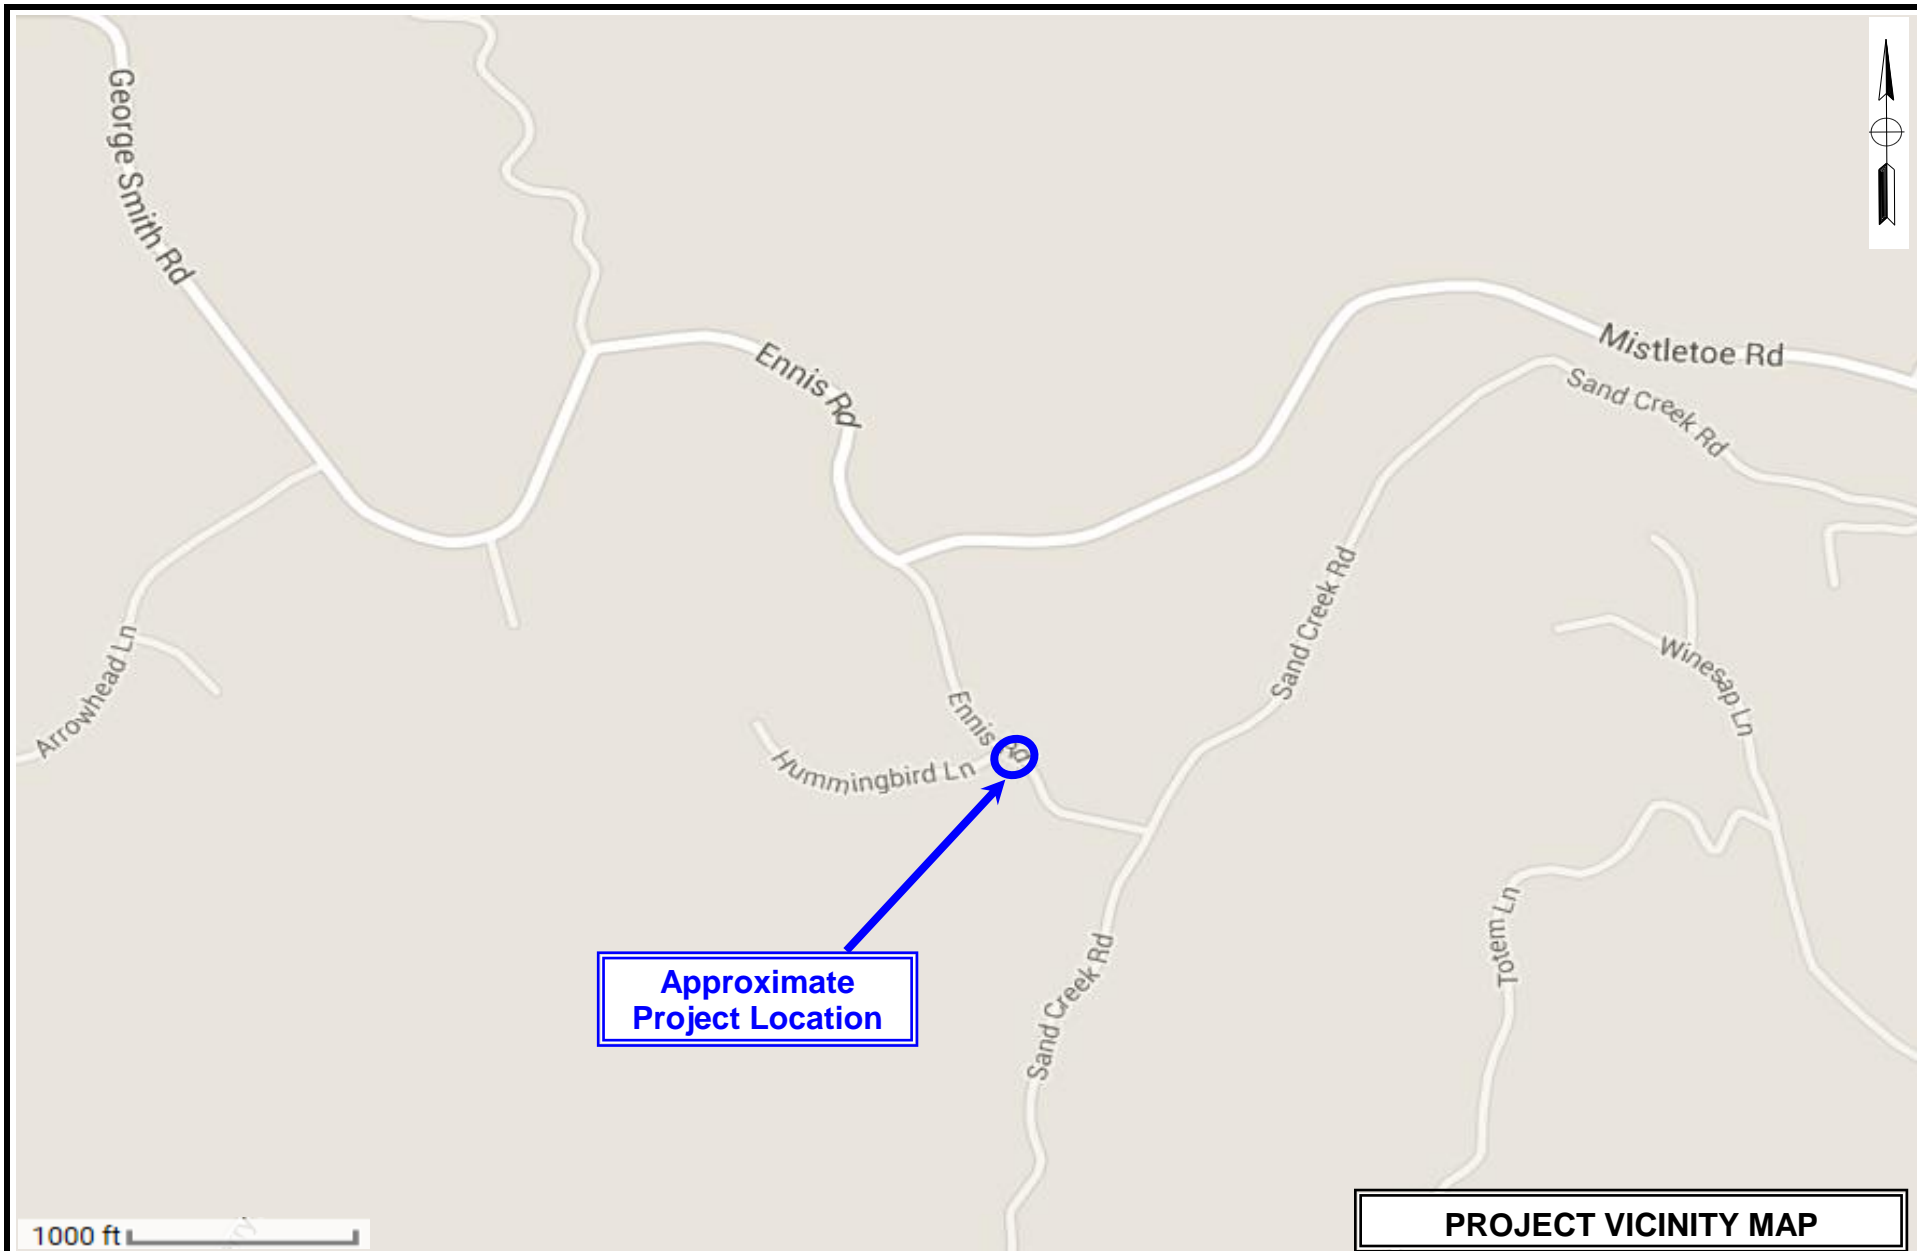 George Smith Rd
Ennis Rd
Mistletoe Rd
Sand Creek Rd
Sand Creek Rd
Winesap Ln
Arrowhead Ln
Ennis Rd
Hummingbird Ln
Totem Ln
Sand Creek Rd
Approximate
Project Location
1000 ft
PROJECT VICINITY MAP